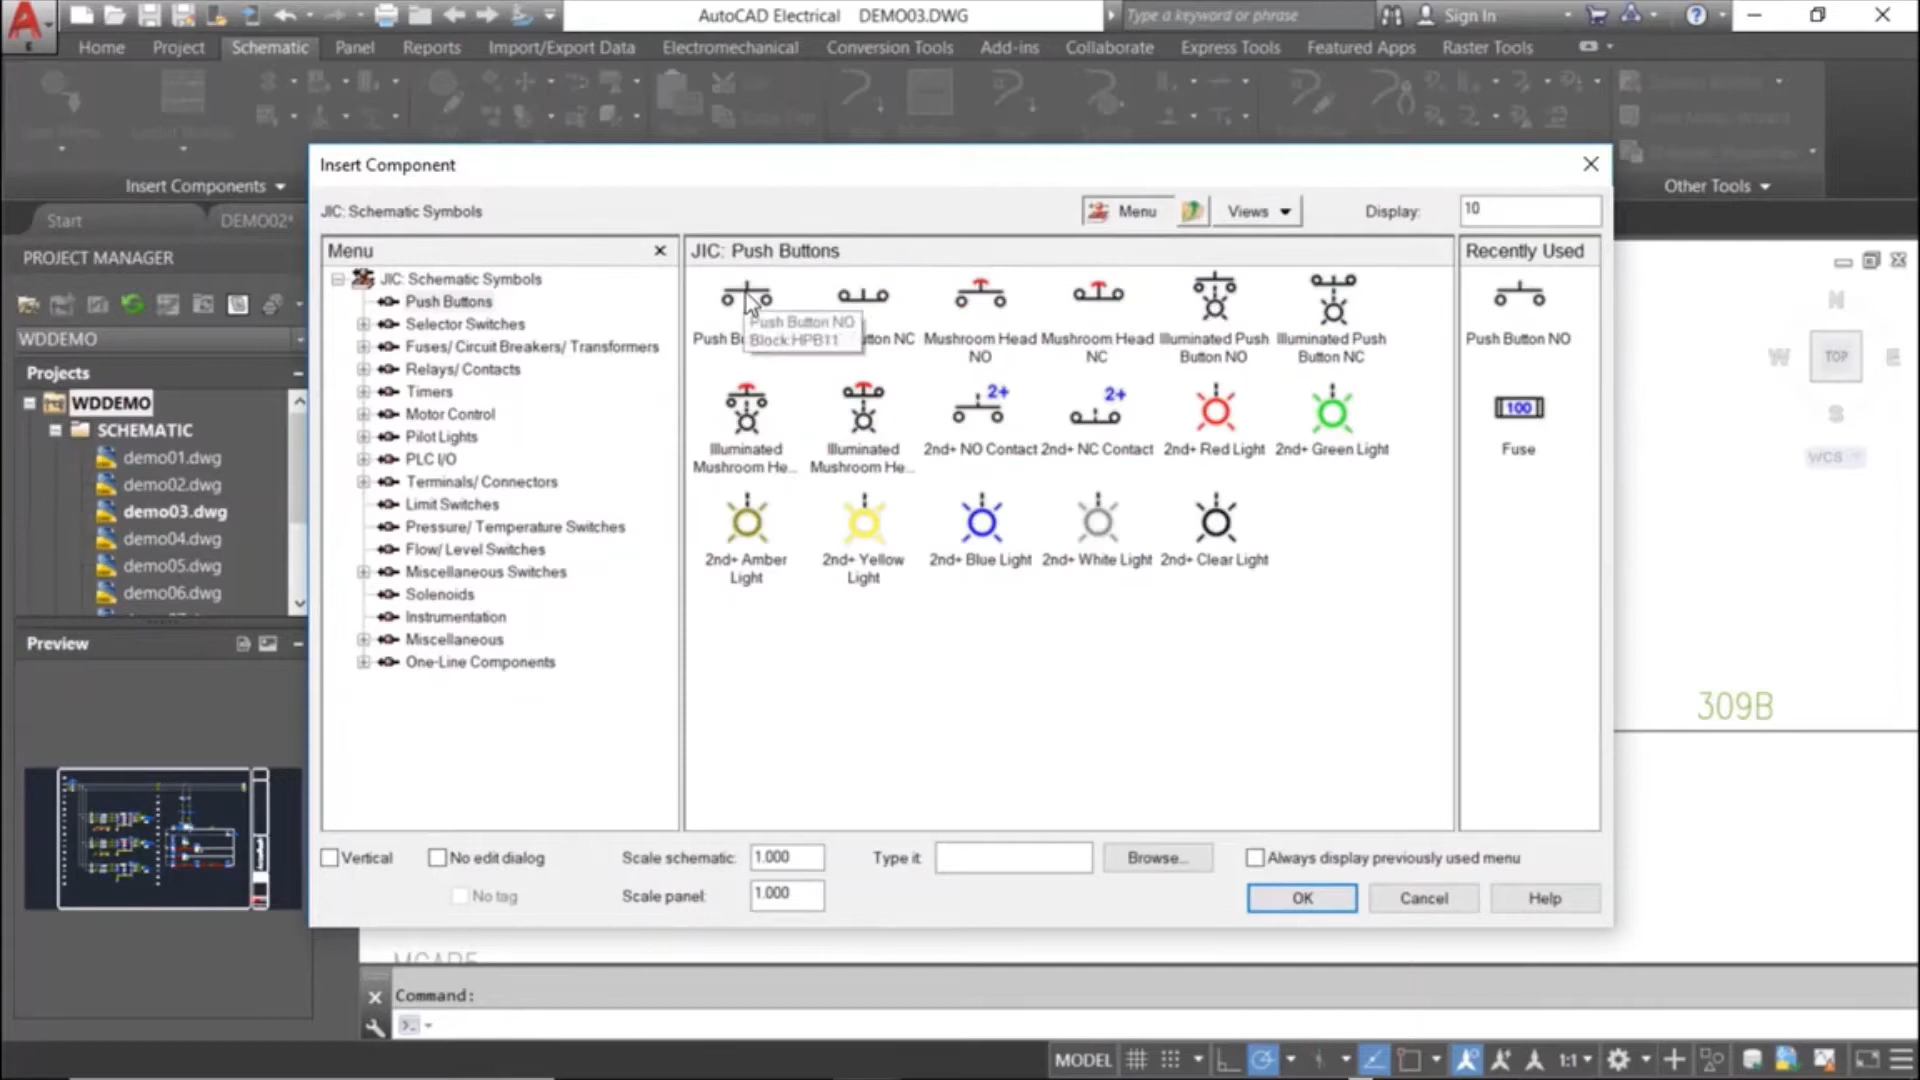 AutoCAD Electrical DEMO03.DWG
Type a keyword or phrase
Sign In
E
Home Project Schematic Panel Reports Import/Export Data Electromechanical Conversion Tools Add-ins Collaborate Express Tools Featured Apps Raster Tools
Insert Components
Other Tools
Start
DEMO02*
PROJECT MANAGER
WDDEMO
Projects
WDDEMO
SCHEMATIC
demo01.dwg
demo02.dwg
demo03.dwg
demo04.dwg
demo05.dwg
demo06.dwg
Preview
Insert Component
JIC: Schematic Symbols
Menu
Views
Display:
10
Menu
JIC: Schematic Symbols
Push Buttons
Selector Switches
Fuses/ Circuit Breakers/ Transformers
Relays/ Contacts
Timers
Motor Control
Pilot Lights
PLC I/O
Terminals/ Connectors
Limit Switches
Pressure/ Temperature Switches
Flow/ Level Switches
Miscellaneous Switches
Solenoids
Instrumentation
Miscellaneous
One-Line Components
JIC: Push Buttons
Push Button NO
Block:HPB11
Mushroom Head NO
Mushroom Head NC
Illuminated Push Button NO
Illuminated Push Button NC
Illuminated Mushroom He...
Illuminated Mushroom He...
2+
2nd+ NO Contact
2+
2nd+ NC Contact
2nd+ Red Light
2nd+ Green Light
2nd+ Amber Light
2nd+ Yellow Light
2nd+ Blue Light
2nd+ White Light
2nd+ Clear Light
Recently Used
Push Button NO
100
Fuse
Vertical
No edit dialog
No tag
Scale schematic: 1.000
Scale panel: 1.000
Type it:
Browse...
Always display previously used menu
OK
Cancel
Help
N
W TOP E
S
WCS
309B
Command:
MODEL
1:1